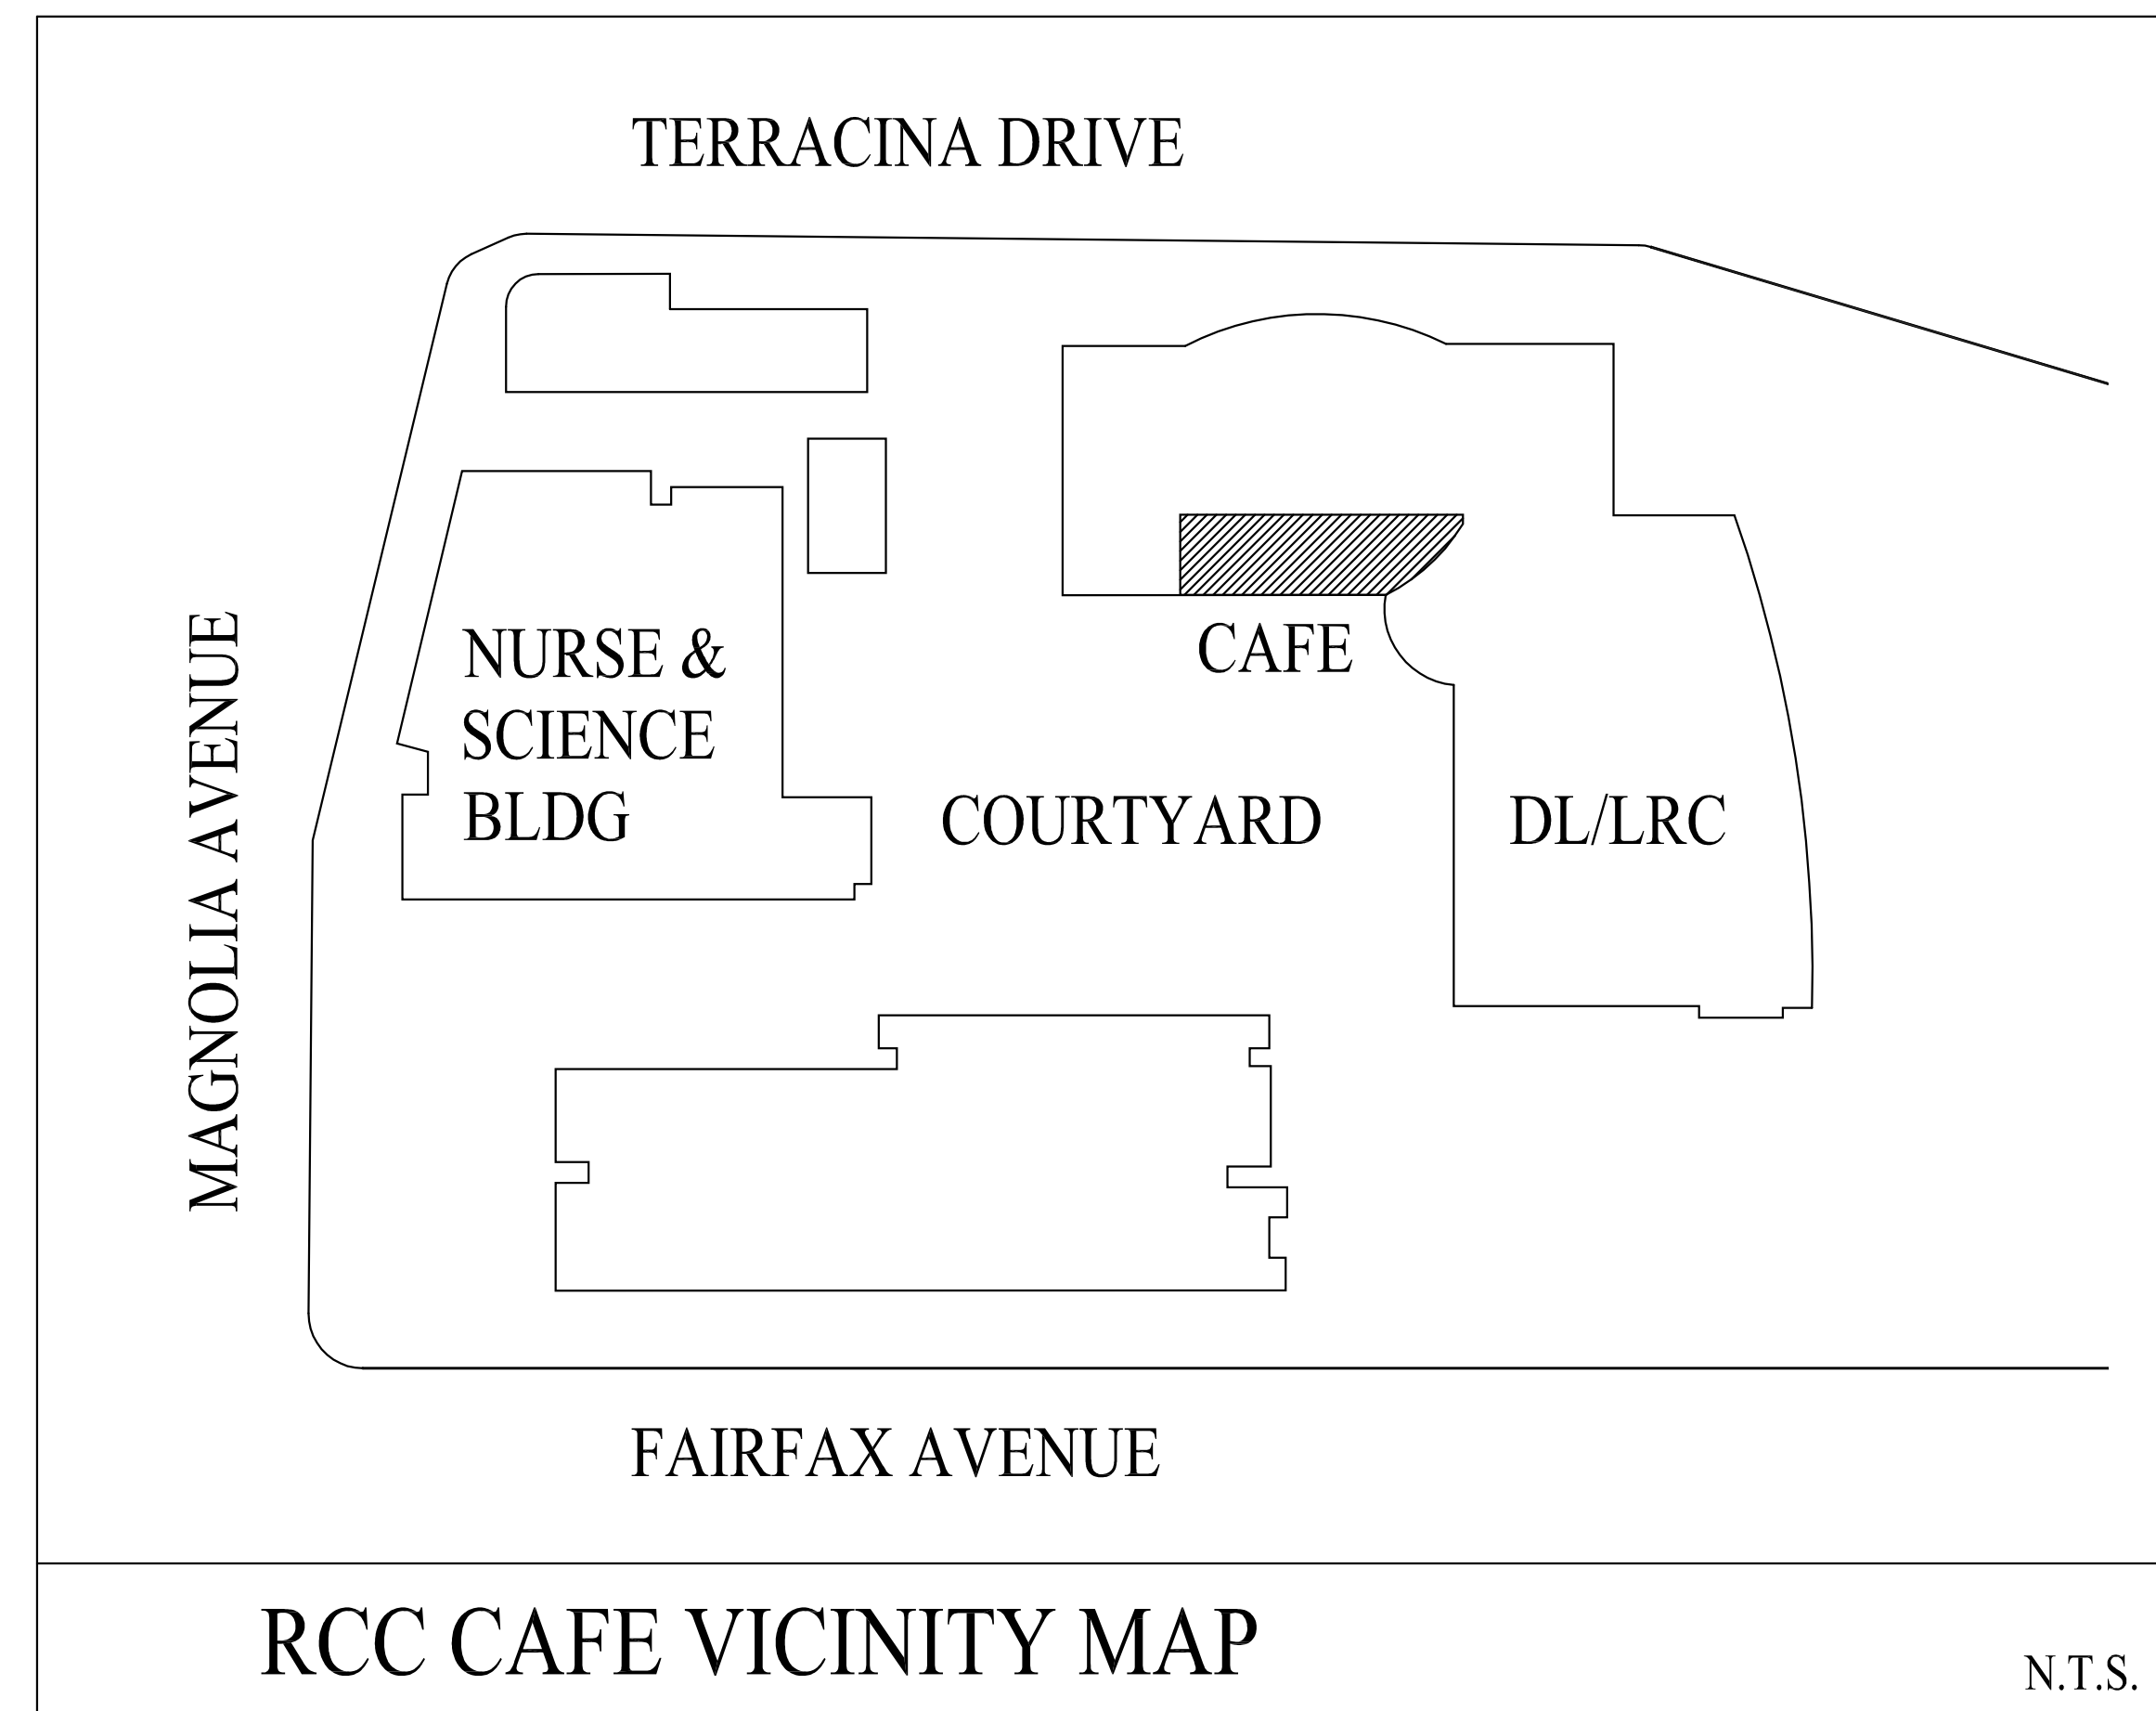 TERRACINA DRIVE
MAGNOLIA AVENUE
NURSE &
SCIENCE
BLDG
CAFE
COURTYARD
DL/LRC
FAIRFAX AVENUE
RCC CAFE VICINITY MAP
N.T.S.